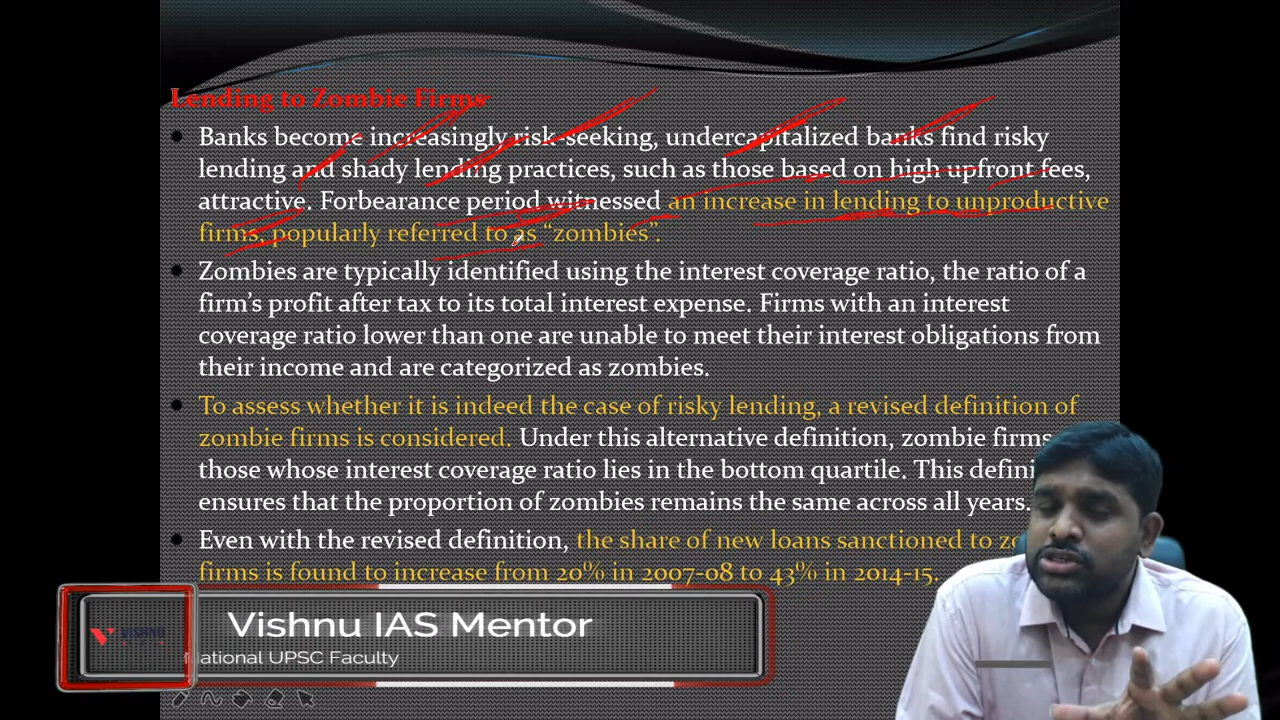 Lending to Zombie Firms
Banks become increasingly risk-seeking, undercapitalized banks find risky
lending and shady lending practices, such as those based on high upfront fees,
attractive. Forbearance period witnessed an increase in lending to unproductive
firms, popularly referred to as “zombies”.
Zombies are typically identified using the interest coverage ratio, the ratio of a
firm’s profit after tax to its total interest expense. Firms with an interest
coverage ratio lower than one are unable to meet their interest obligations from
their income and are categorized as zombies.
To assess whether it is indeed the case of risky lending, a revised definition of
zombie firms is considered. Under this alternative definition, zombie firms
those whose interest coverage ratio lies in the bottom quartile. This
ensures that the proportion of zombies remains the same across all years.
Even with the revised definition, the share of new loans sanctioned to
firms is found to increase from 20% in 2007-08 to 43% in 2014-15.
Vishnu IAS Mentor
VISHNU
National UPSC Faculty